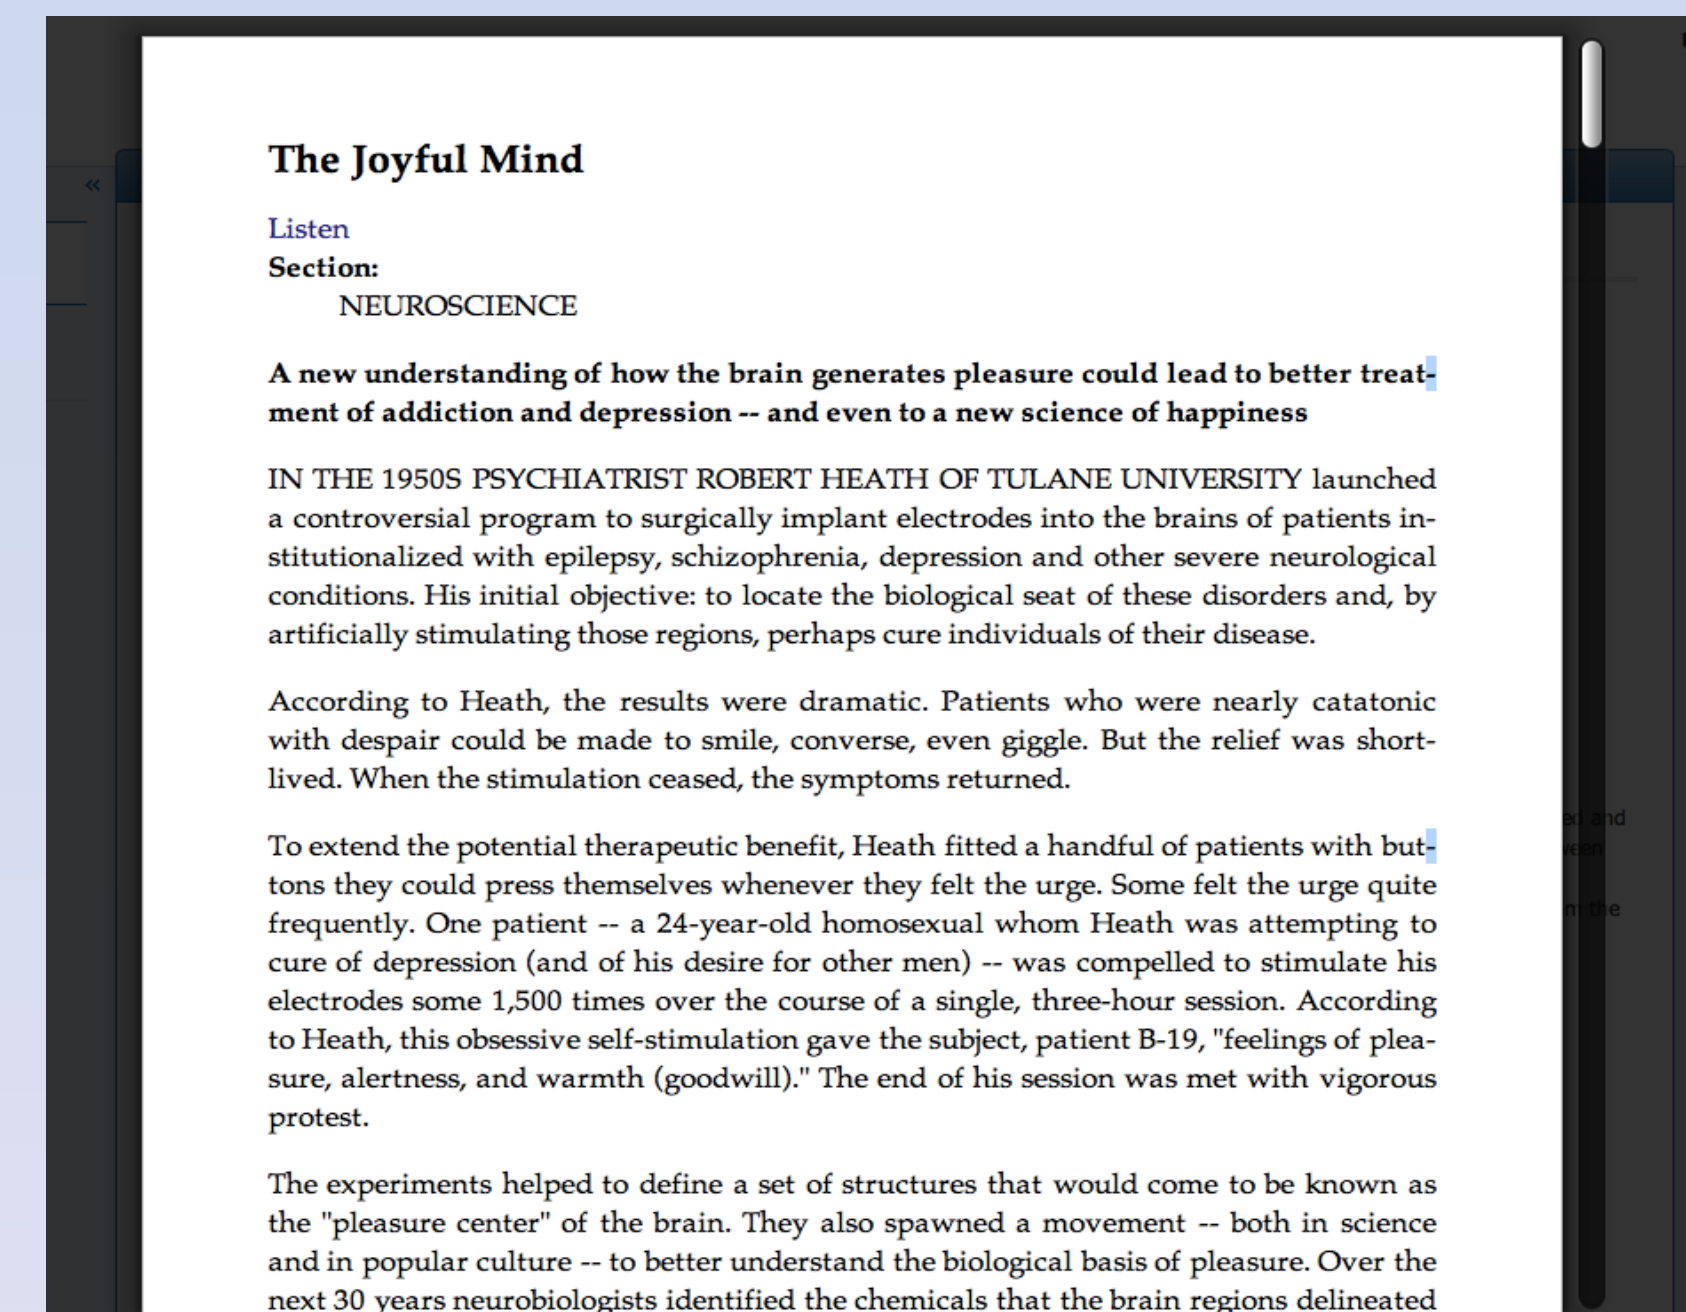 The Joyful Mind
Listen
Section:
NEUROSCIENCE
A new understanding of how the brain generates pleasure could lead to better treat-
ment of addiction and depression -- and even to a new science of happiness
IN THE 1950S PSYCHIATRIST ROBERT HEATH OF TULANE UNIVERSITY launched
a controversial program to surgically implant electrodes into the brains of patients in-
stitutionalized with epilepsy, schizophrenia, depression and other severe neurological
conditions. His initial objective: to locate the biological seat of these disorders and, by
artificially stimulating those regions, perhaps cure individuals of their disease.
According to Heath, the results were dramatic. Patients who were nearly catatonic
with despair could be made to smile, converse, even giggle. But the relief was short-
lived. When the stimulation ceased, the symptoms returned.
To extend the potential therapeutic benefit, Heath fitted a handful of patients with but-
tons they could press themselves whenever they felt the urge. Some felt the urge quite
frequently. One patient -- a 24-year-old homosexual whom Heath was attempting to
cure of depression (and of his desire for other men) -- was compelled to stimulate his
electrodes some 1,500 times over the course of a single, three-hour session. According
to Heath, this obsessive self-stimulation gave the subject, patient B-19, "feelings of plea-
sure, alertness, and warmth (goodwill)." The end of his session was met with vigorous
protest.
The experiments helped to define a set of structures that would come to be known as
the "pleasure center" of the brain. They also spawned a movement -- both in science
and in popular culture -- to better understand the biological basis of pleasure. Over the
next 30 years neurobiologists identified the chemicals that the brain regions delineated
«
and
the